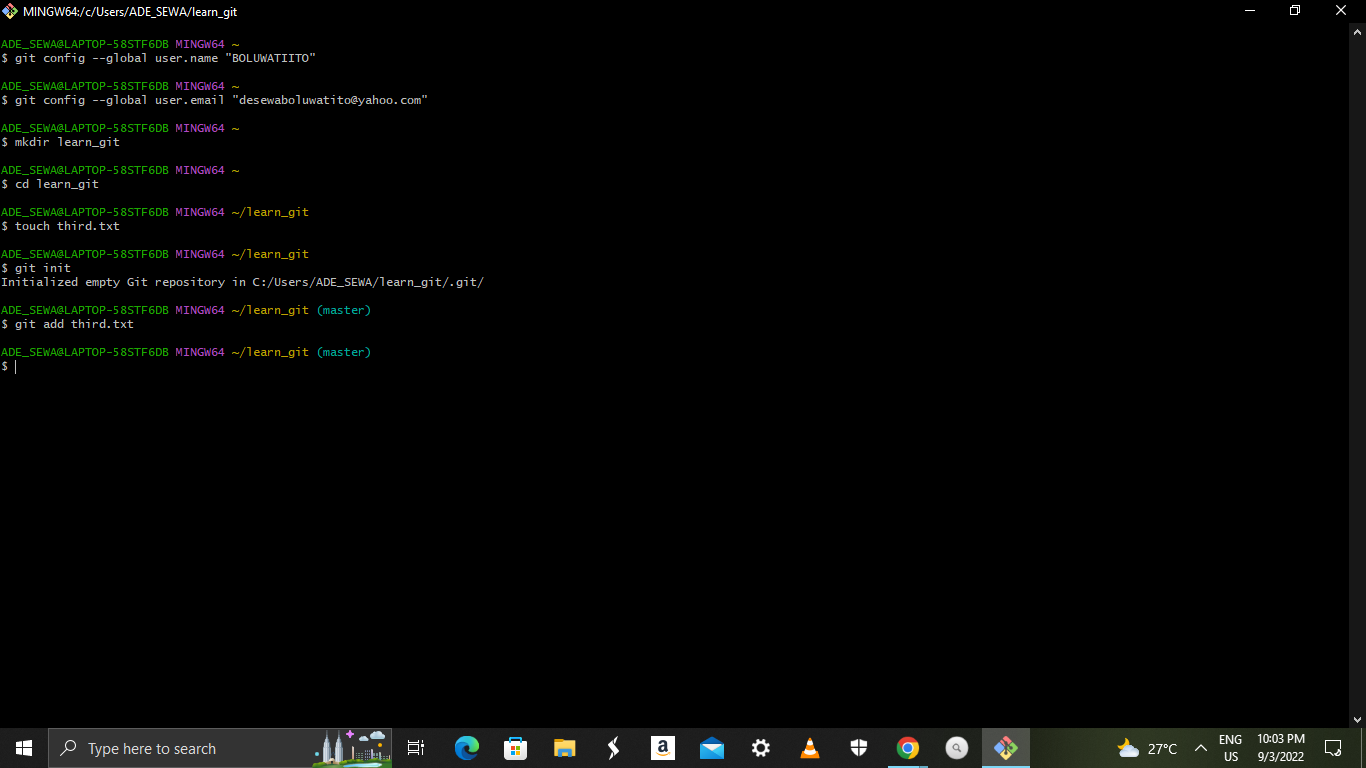 MINGW64:/c/Users/ADE_SEWA/learn_git
ADE_SEWA@LAPTOP-58STF6DB MINGW64 ~
$ git config --global user.name "BOLUWATIITO"
ADE_SEWA@LAPTOP-58STF6DB MINGW64 ~
$ git config --global user.email "desewaboluwatito@yahoo.com"
ADE_SEWA@LAPTOP-58STF6DB MINGW64 ~
$ mkdir learn_git
ADE_SEWA@LAPTOP-58STF6DB MINGW64 ~
$ cd learn_git
ADE_SEWA@LAPTOP-58STF6DB MINGW64 ~/learn_git
$ touch third.txt
ADE_SEWA@LAPTOP-58STF6DB MINGW64 ~/learn_git
$ git init
Initialized empty Git repository in C:/Users/ADE_SEWA/learn_git/.git/
ADE_SEWA@LAPTOP-58STF6DB MINGW64 ~/learn_git (master)
$ git add third.txt
ADE_SEWA@LAPTOP-58STF6DB MINGW64 ~/learn_git (master)
$
Type here to search
a
27°C
ENG
US
10:03 PM
9/3/2022